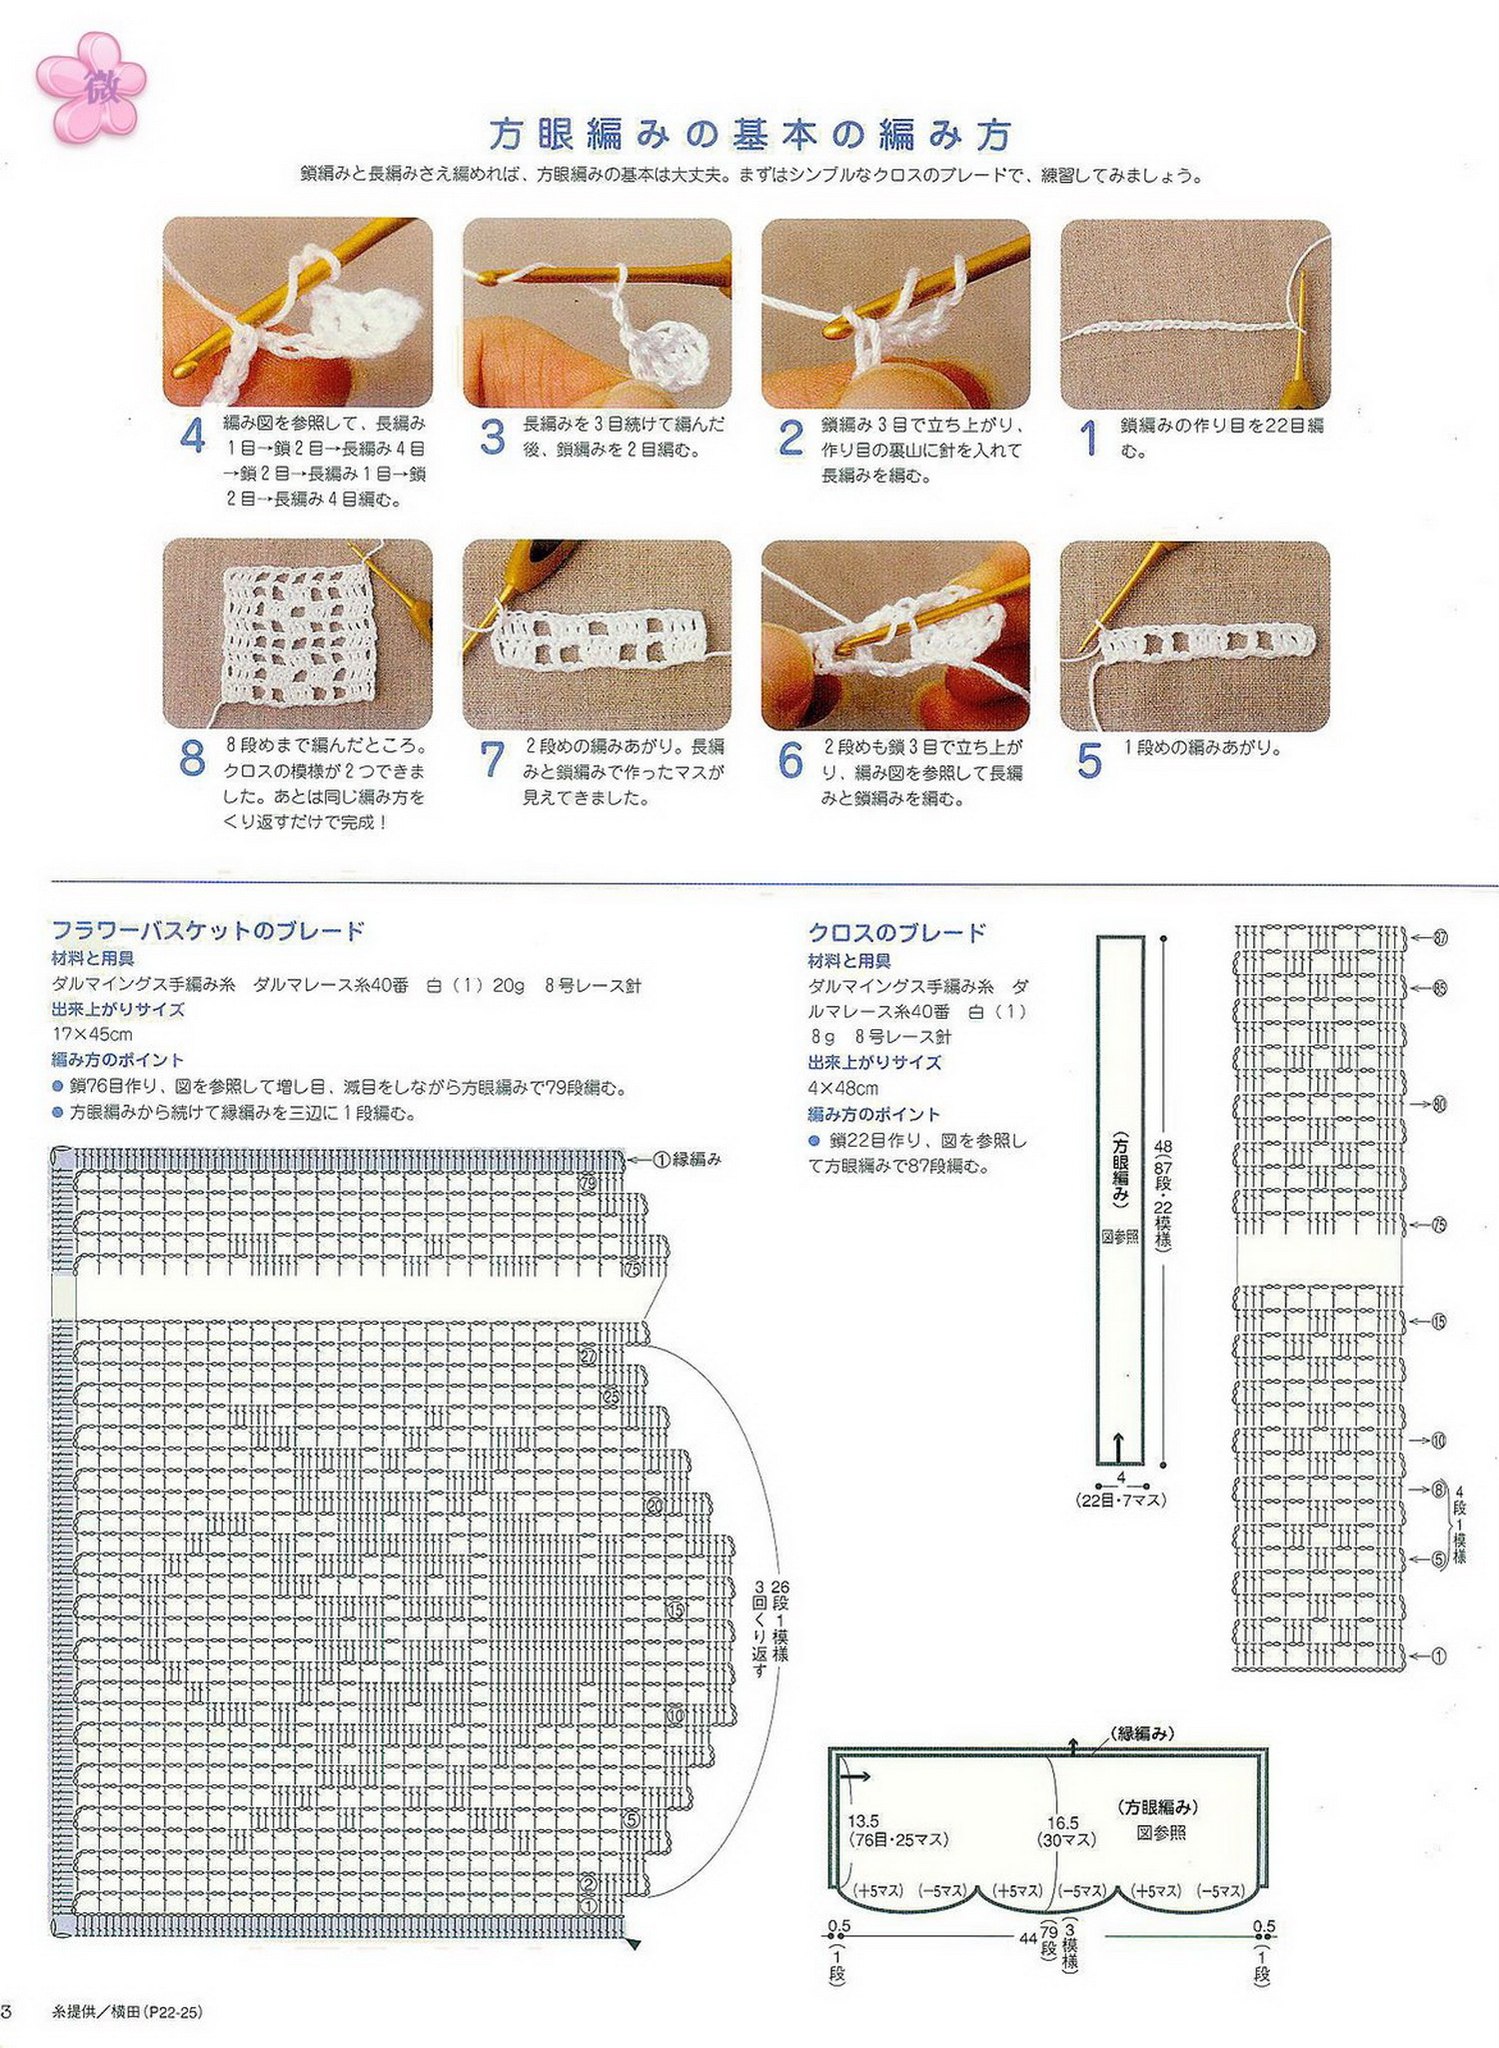 微
方眼編みの基本の編み方
鎖編みと長編みさえ編めれば、方眼編みの基本は大丈夫。まずはシンプルなクロスのブレードで、練習してみましょう。
1
鎖編みの作り目を22目編
む。
2
鎖編み3目で立ち上がり、
作り目の裏山に針を入れて
長編みを編む。
3
長編みを3目続けて編んだ
後、鎖編みを2目編む。
4
編み図を参照して、長編み
1目→鎖2目→長編み4目
→鎖2目→長編み1目→鎖
2目→長編み4目編む。
5
1段めの編みあがり。
6
2段めも鎖3目で立ち上が
り、編み図を参照して長編
みと鎖編みを編む。
7
2段めの編みあがり。長編
みと鎖編みで作ったマスが
見えてきました。
8
8段めまで編んだところ。
クロスの模様が2つできま
した。あとは同じ編み方を
くり返すだけで完成！
フラワーバスケットのブレード
材料と用具
ダルマイングス手編み糸　ダルマレース糸40番　白（1）20g　8号レース針
出来上がりサイズ
17×45cm
編み方のポイント
● 鎖76目作り、図を参照して増し目、減目をしながら方眼編みで79段編む。
● 方眼編みから続けて縁編みを三辺に1段編む。
①縁編み
79
75
27
25
20
15
10
⑤
②
①
26段1模様
3回くり返す
クロスのブレード
材料と用具
ダルマイングス手編み糸　ダ
ルマレース糸40番　白（1）
8g　8号レース針
出来上がりサイズ
4×48cm
編み方のポイント
● 鎖22目作り、図を参照し
て方眼編みで87段編む。
（方眼編み）
図参照
48（87段・22模様）
4
（22目・7マス）
87
85
80
75
⑮
⑩
⑧
⑤
①
4段1模様
（縁編み）
13.5
（76目・25マス）
16.5
（30マス）
（方眼編み）
図参照
（＋5マス）（－5マス）（＋5マス）（－5マス）（＋5マス）（－5マス）
0.5
（1段）
44（79段）（3模様）
0.5
（1段）
3
糸提供／横田（P22-25）